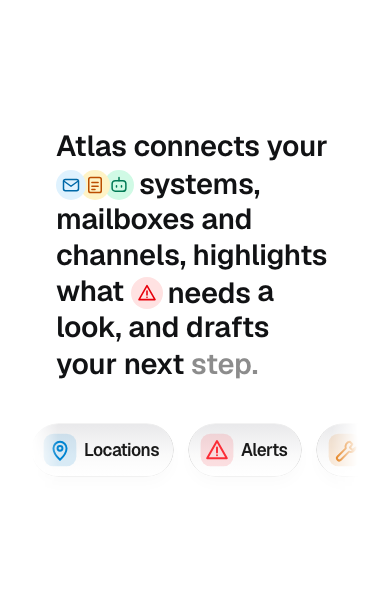 Atlas connects your
systems,
mailboxes and
channels, highlights
what needs a
look, and drafts
your next step.
Locations
Alerts